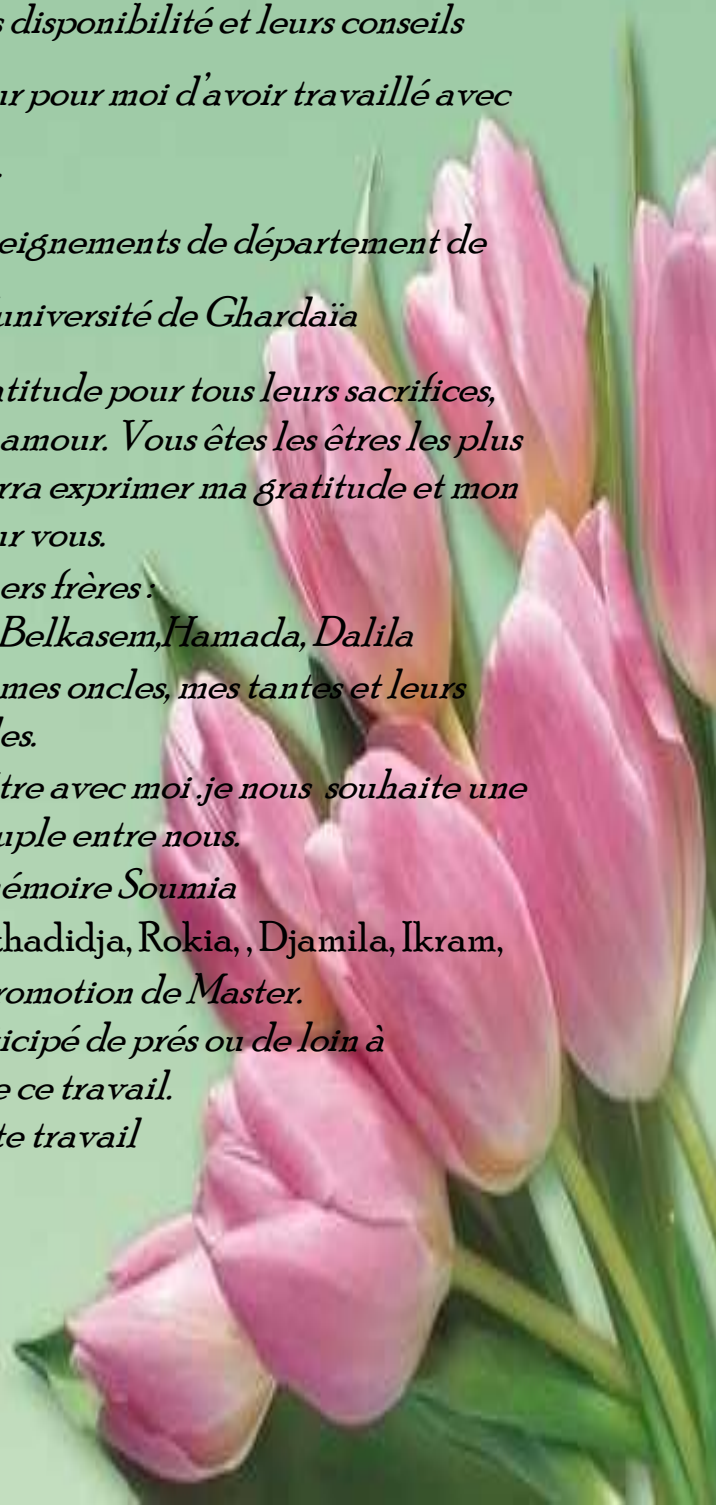 s disponibilité et leurs conseils
ur pour moi d'avoir travaillé avec
.
eignements de département de
université de Ghardaïa
atitude pour tous leurs sacrifices,
amour. Vous êtes les êtres les plus
rra exprimer ma gratitude et mon
ur vous.
ers frères :
Belkasem,Hamada, Dalila
mes oncles, mes tantes et leurs
les.
tre avec moi .je nous souhaite une
uple entre nous.
émoire Soumia
hadidja, Rokia, , Djamila, Ikram,
romotion de Master.
icipé de prés ou de loin à
e ce travail.
te travail